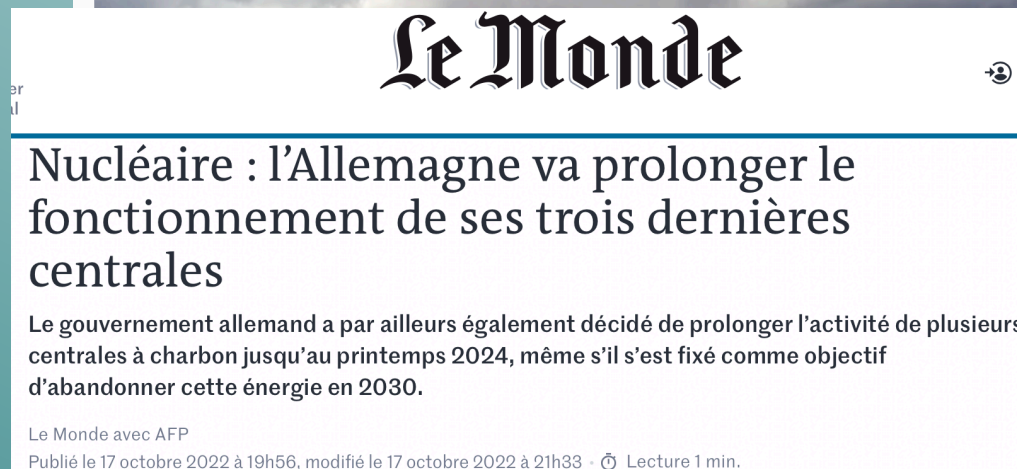 Le Monde
er
al
Nucléaire : l’Allemagne va prolonger le
fonctionnement de ses trois dernières
centrales
Le gouvernement allemand a par ailleurs également décidé de prolonger l’activité de plusieurs
centrales à charbon jusqu’au printemps 2024, même s’il s’est fixé comme objectif
d’abandonner cette énergie en 2030.
Le Monde avec AFP
Publié le 17 octobre 2022 à 19h56, modifié le 17 octobre 2022 à 21h33 • Lecture 1 min.